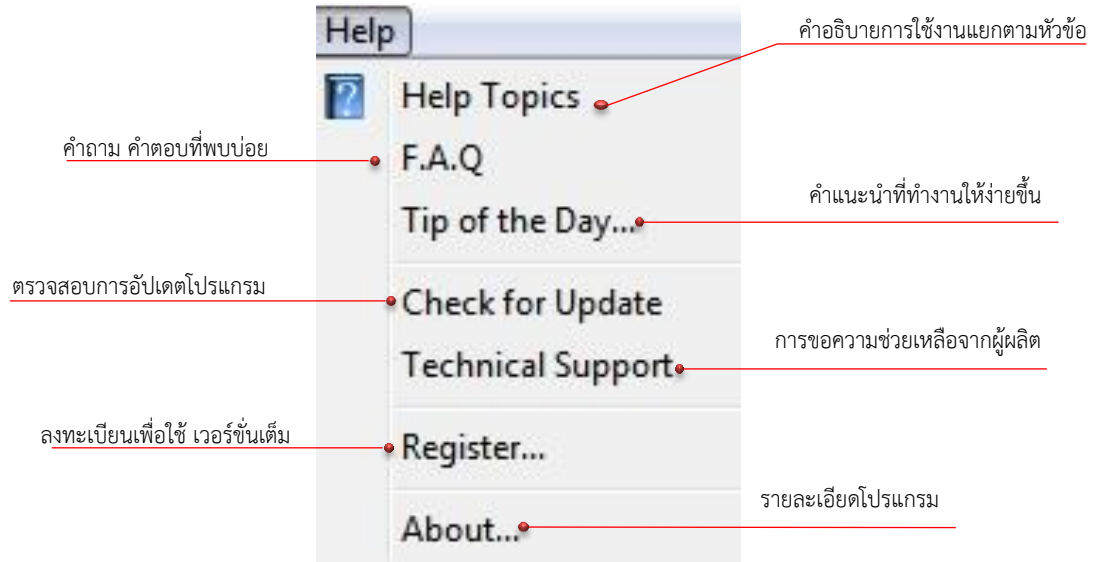 Help
คำอธิบายการใช้งานแยกตามหัวข้อ
Help Topics
คำถาม คำตอบที่พบบ่อย
F.A.Q
คำแนะนำที่ทำงานให้ง่ายขึ้น
Tip of the Day...
ตรวจสอบการอัปเดตโปรแกรม
Check for Update
การขอความช่วยเหลือจากผู้ผลิต
Technical Support
ลงทะเบียนเพื่อใช้ เวอร์ขั่นเต็ม
Register...
รายละเอียดโปรแกรม
About...